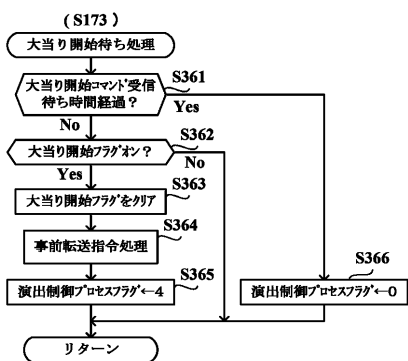 (S173)
大当り開始待ち処理
S361
大当り開始ｺﾏﾝﾄﾞ受信
待ち時間経過？
Yes
No
S362
大当り開始ﾌﾗｸﾞオン？
No
Yes
S363
大当り開始ﾌﾗｸﾞをクリア
S364
事前転送指令処理
S365
演出制御ﾌﾟﾛｾｽﾌﾗｸﾞ←4
S366
演出制御ﾌﾟﾛｾｽﾌﾗｸﾞ←0
リターン